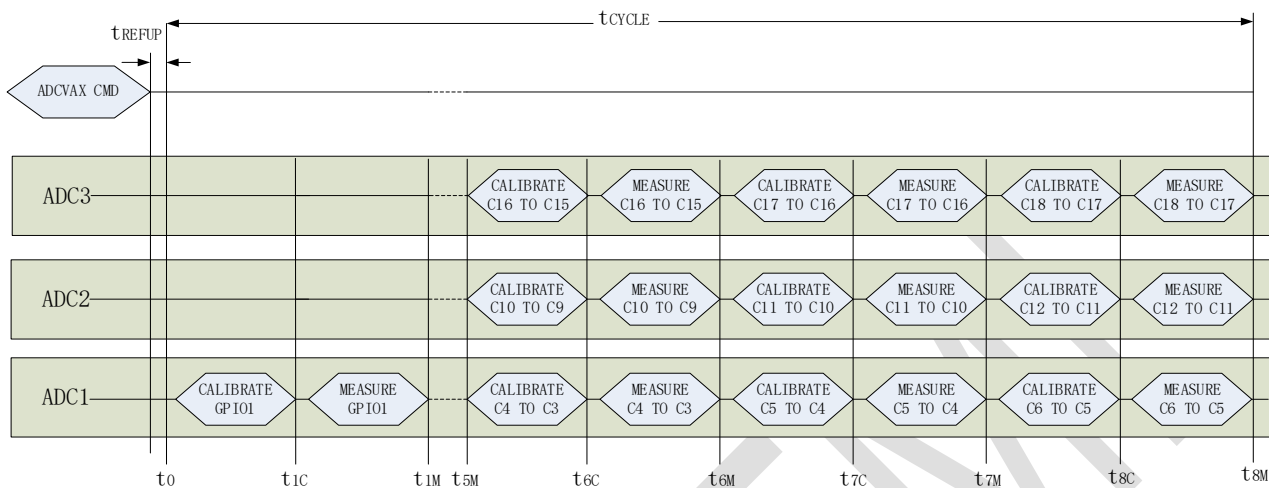 tCYCLE
tREFUP
ADCVAX CMD
ADC3
CALIBRATE
C16 TO C15
MEASURE
C16 TO C15
CALIBRATE
C17 TO C16
MEASURE
C17 TO C16
CALIBRATE
C18 TO C17
MEASURE
C18 TO C17
ADC2
CALIBRATE
C10 TO C9
MEASURE
C10 TO C9
CALIBRATE
C11 TO C10
MEASURE
C11 TO C10
CALIBRATE
C12 TO C11
MEASURE
C12 TO C11
ADC1
CALIBRATE
GPIO1
MEASURE
GPIO1
CALIBRATE
C4 TO C3
MEASURE
C4 TO C3
CALIBRATE
C5 TO C4
MEASURE
C5 TO C4
CALIBRATE
C6 TO C5
MEASURE
C6 TO C5
t0 t1C t1M t5M t6C t6M t7C t7M t8C t8M